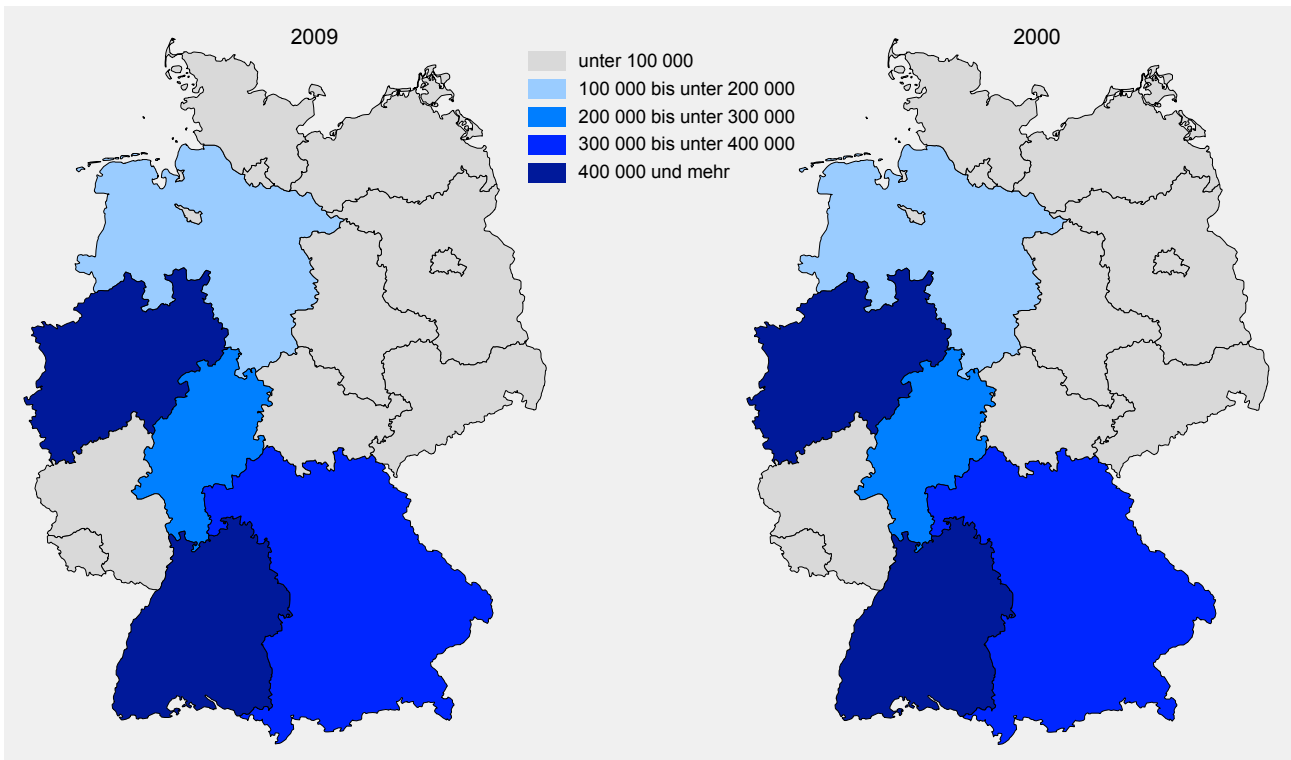 2009
unter 100 000
100 000 bis unter 200 000
200 000 bis unter 300 000
300 000 bis unter 400 000
400 000 und mehr
2000